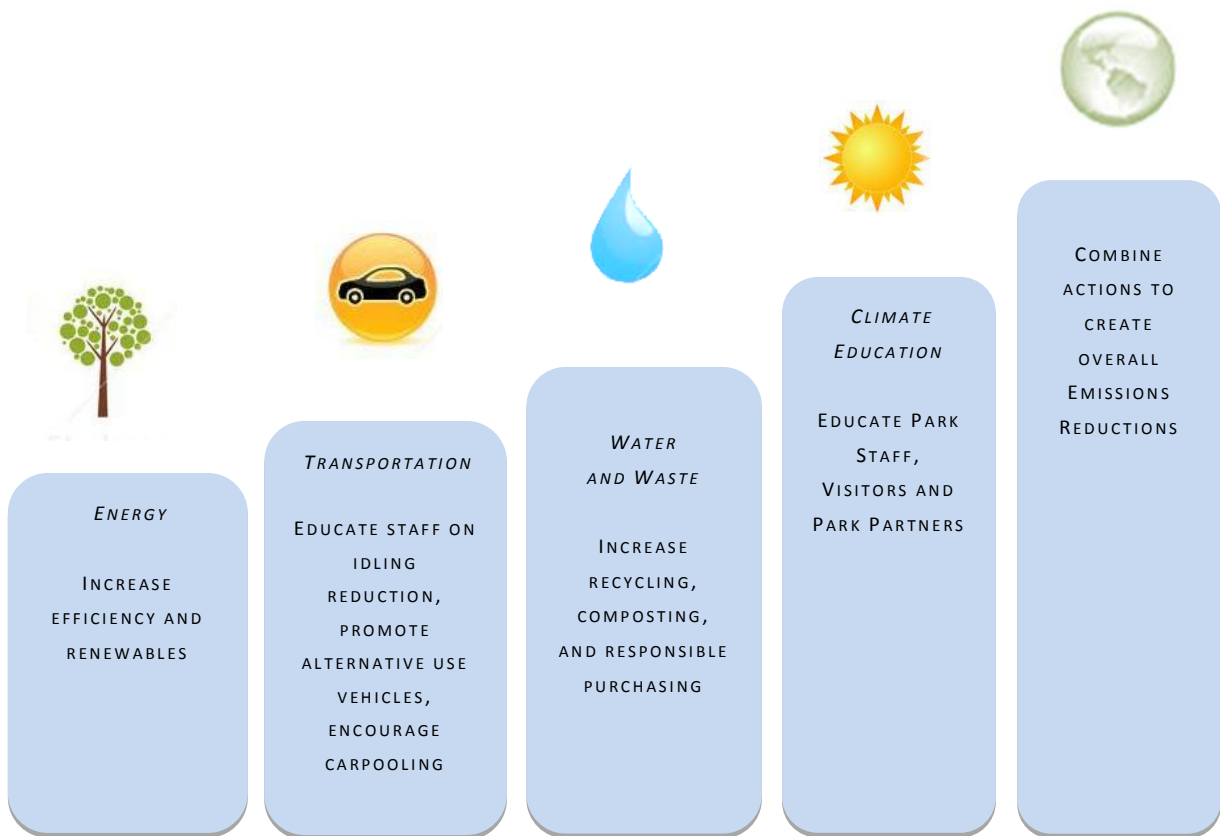 ENERGY
INCREASE
EFFICIENCY AND
RENEWABLES
TRANSPORTATION
EDUCATE STAFF ON
IDLING
REDUCTION,
PROMOTE
ALTERNATIVE USE
VEHICLES,
ENCOURAGE
CARPOOLING
WATER
AND WASTE
INCREASE
RECYCLING,
COMPOSTING,
AND RESPONSIBLE
PURCHASING
CLIMATE
EDUCATION
EDUCATE PARK
STAFF,
VISITORS AND
PARK PARTNERS
COMBINE
ACTIONS TO
CREATE
OVERALL
EMISSIONS
REDUCTIONS